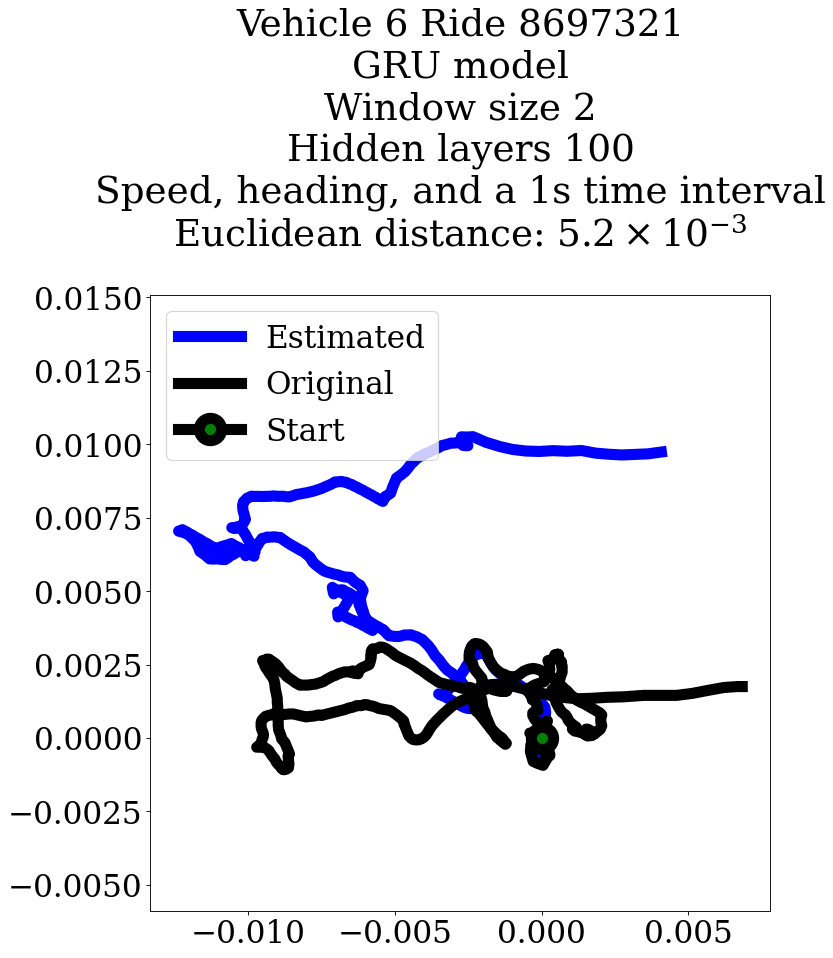 Vehicle 6 Ride 8697321
GRU model
Window size 2
Hidden layers 100
Speed, heading, and a 1s time interval
Euclidean distance: 5.2 × 10⁻³
0.0150
0.0125
0.0100
0.0075
0.0050
0.0025
0.0000
−0.0025
−0.0050
Estimated
Original
Start
−0.010 −0.005 0.000 0.005